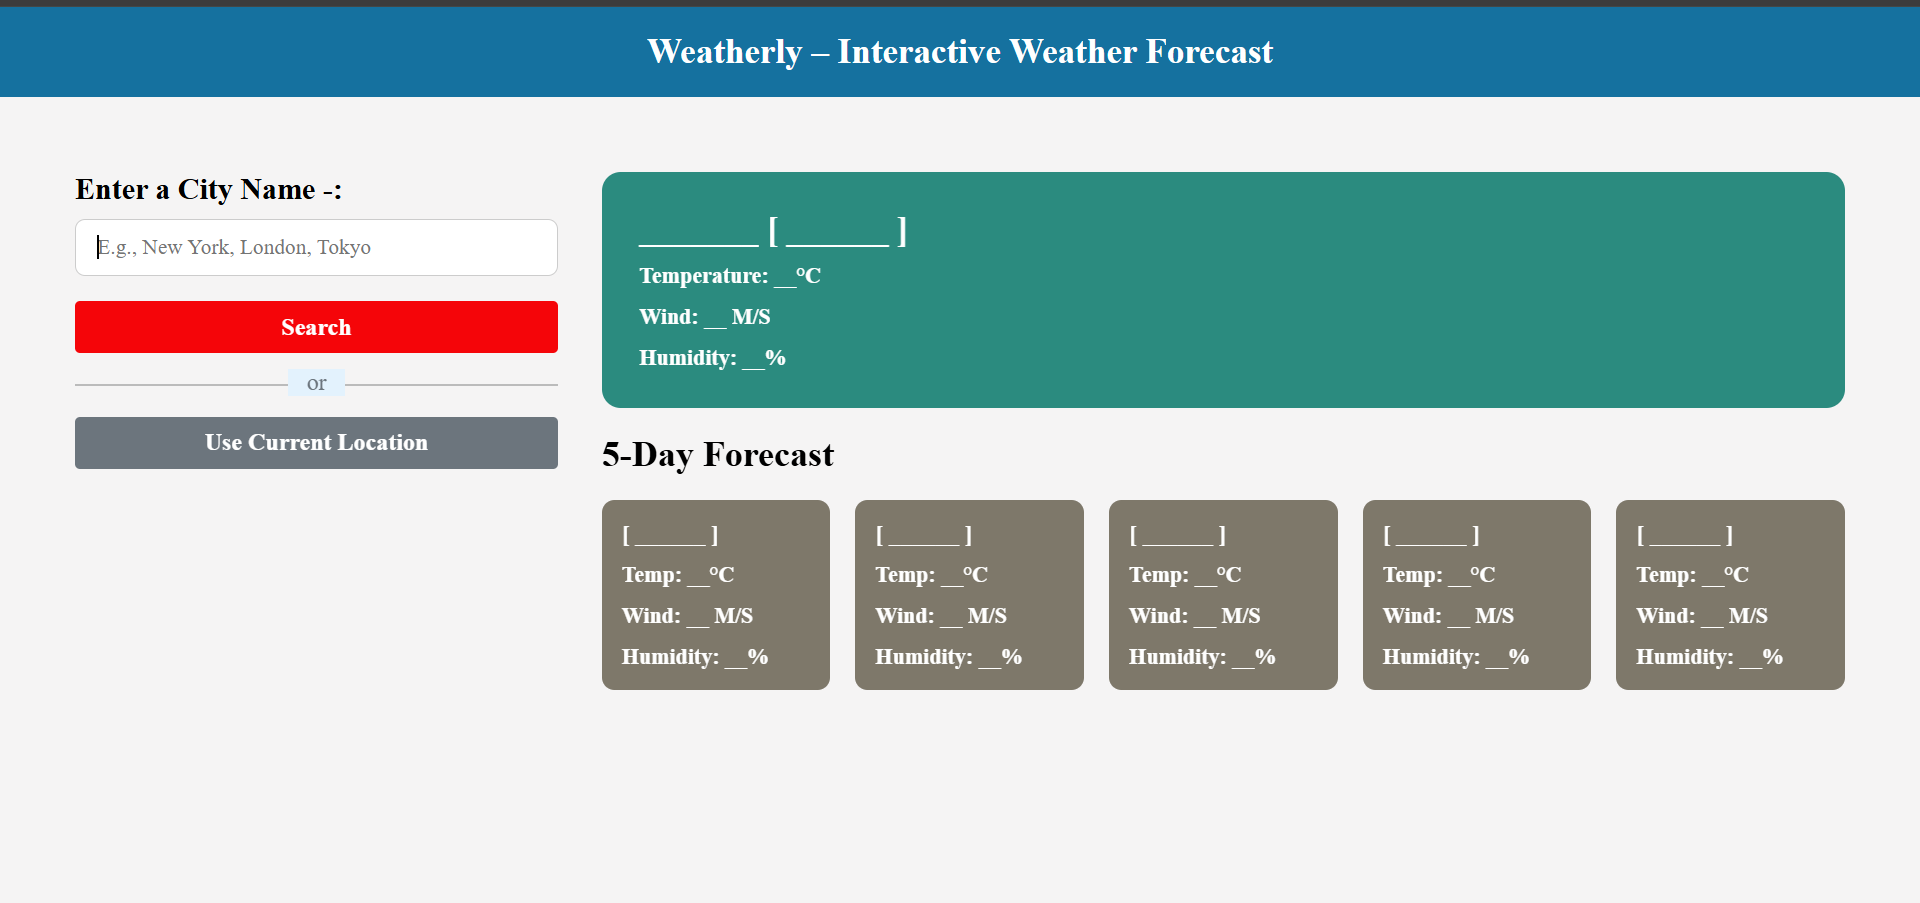 Weatherly – Interactive Weather Forecast
Enter a City Name -:
E.g., New York, London, Tokyo
Search
or
Use Current Location
________ [ ______ ]
Temperature: __°C
Wind: __ M/S
Humidity: __%
5-Day Forecast
[ ______ ]
Temp: __°C
Wind: __ M/S
Humidity: __%
[ ______ ]
Temp: __°C
Wind: __ M/S
Humidity: __%
[ ______ ]
Temp: __°C
Wind: __ M/S
Humidity: __%
[ ______ ]
Temp: __°C
Wind: __ M/S
Humidity: __%
[ ______ ]
Temp: __°C
Wind: __ M/S
Humidity: __%